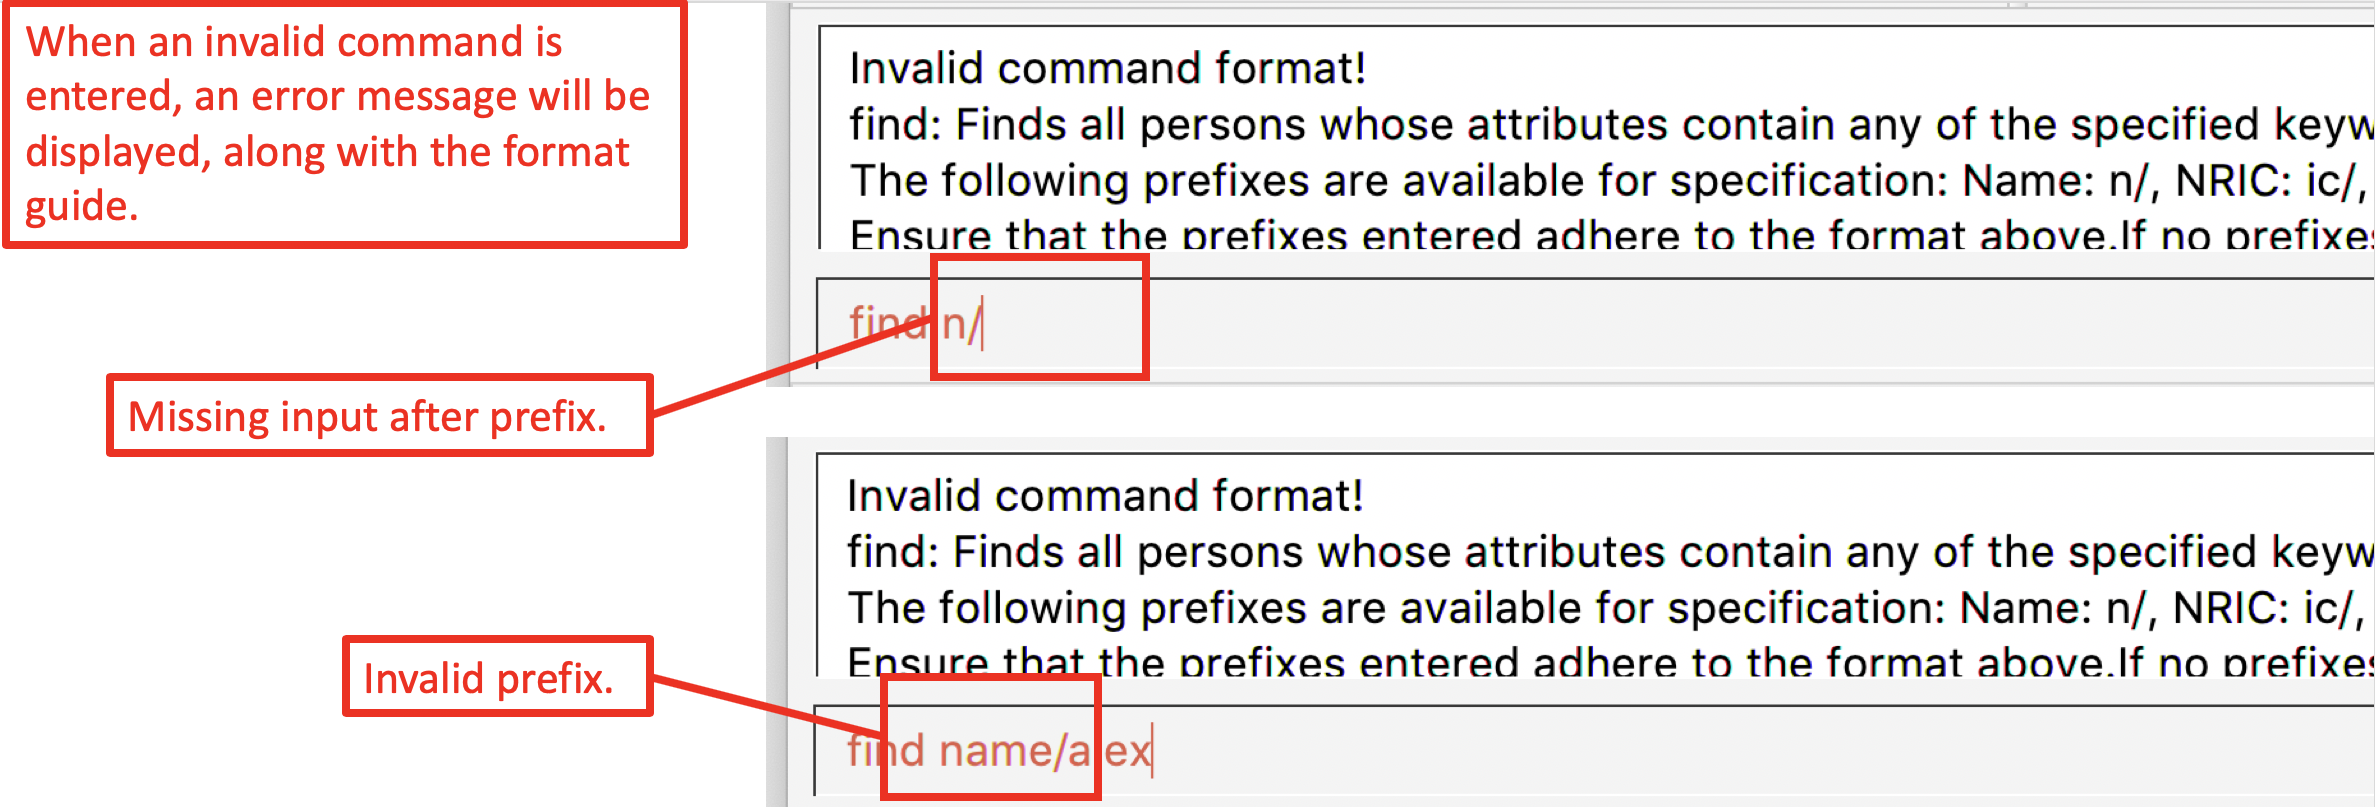 When an invalid command is
entered, an error message will be
displayed, along with the format
guide.
Invalid command format!
find: Finds all persons whose attributes contain any of the specified keyw
The following prefixes are available for specification: Name: n/, NRIC: ic/,
Ensure that the prefixes entered adhere to the format above.If no prefixes
find n/
Missing input after prefix.
Invalid command format!
find: Finds all persons whose attributes contain any of the specified keyw
The following prefixes are available for specification: Name: n/, NRIC: ic/,
Ensure that the prefixes entered adhere to the format above.If no prefixes
Invalid prefix.
find name/alex